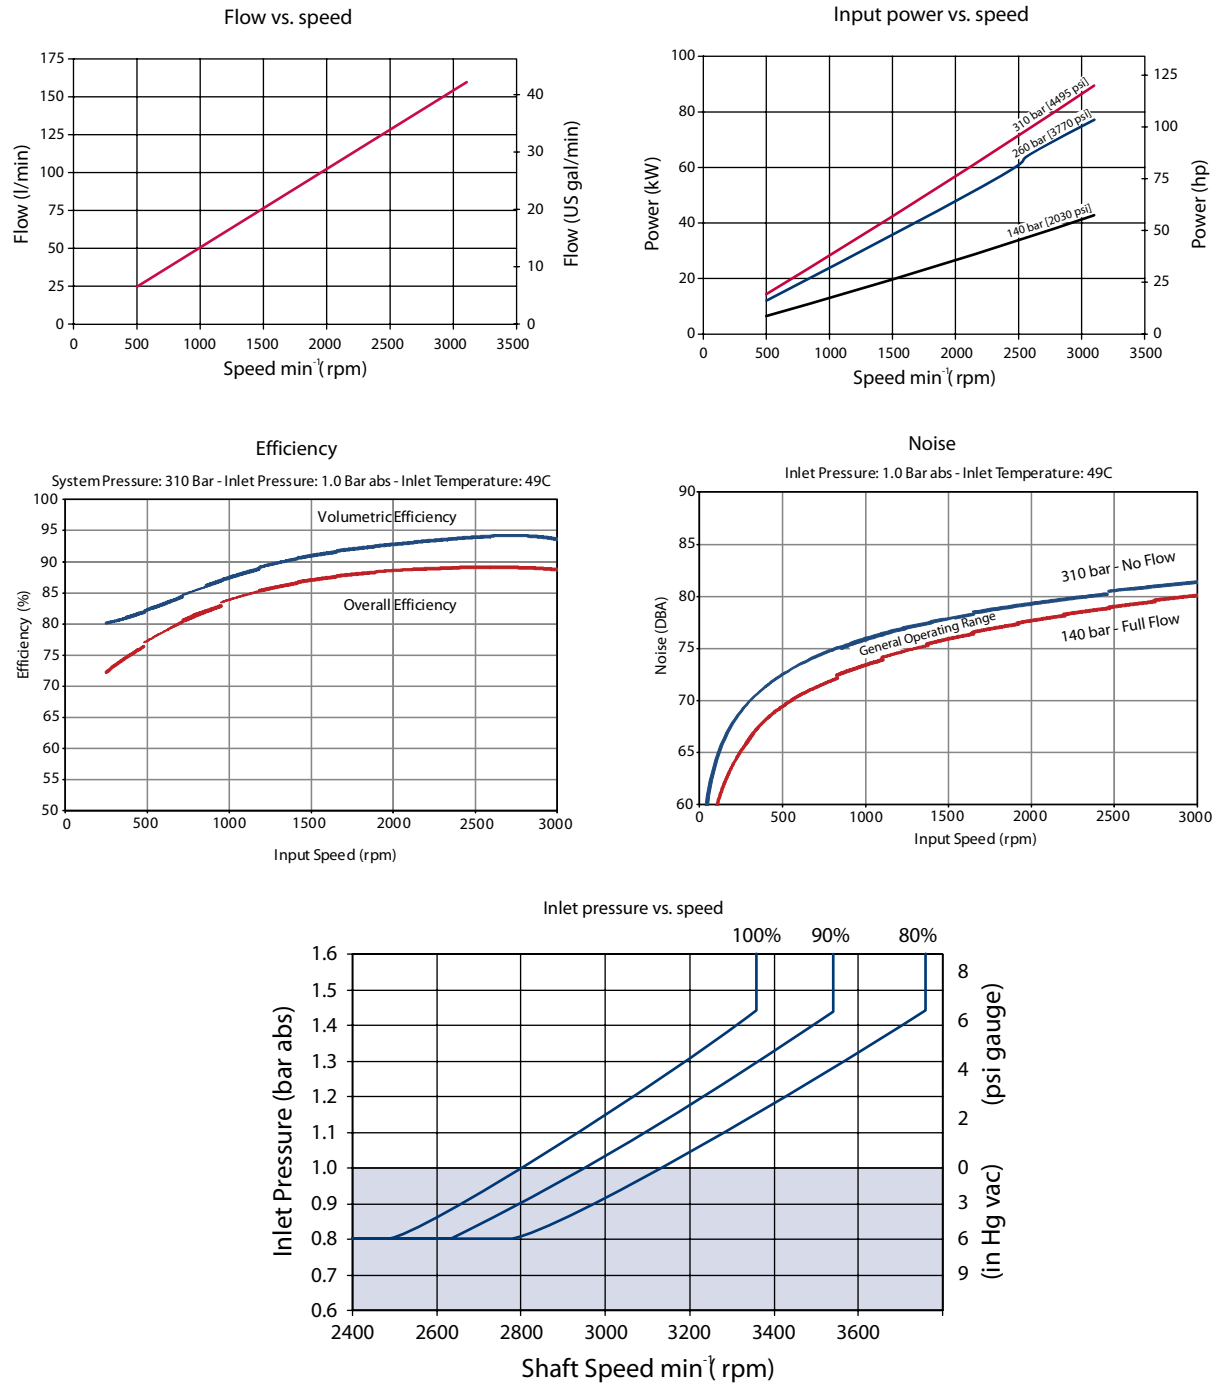 Flow vs. speed
175
150
125
100
75
50
25
0
40
30
20
10
0
0 500 1000 1500 2000 2500 3000 3500
Flow (l/min)
Flow (US gal/min)
Speed min⁻¹( rpm)
Input power vs. speed
100
80
60
40
20
0
125
100
75
50
25
0
310 bar [4495 psi]
260 bar [3770 psi]
140 bar [2030 psi]
0 500 1000 1500 2000 2500 3000 3500
Power (kW)
Power (hp)
Speed min⁻¹( rpm)
Efficiency
System Pressure: 310 Bar - Inlet Pressure: 1.0 Bar abs - Inlet Temperature: 49C
100
95
90
85
80
75
70
65
60
55
50
Volumetric Efficiency
Overall Efficiency
0 500 1000 1500 2000 2500 3000
Efficiency (%)
Input Speed (rpm)
Noise
Inlet Pressure: 1.0 Bar abs - Inlet Temperature: 49C
90
85
80
75
70
65
60
310 bar - No Flow
General Operating Range
140 bar - Full Flow
0 500 1000 1500 2000 2500 3000
Noise (DBA)
Input Speed (rpm)
Inlet pressure vs. speed
100% 90% 80%
1.6
1.5
1.4
1.3
1.2
1.1
1.0
0.9
0.8
0.7
0.6
8
6
4
2
0
3
6
9
2400 2600 2800 3000 3200 3400 3600
Inlet Pressure (bar abs)
(psi gauge)
(in Hg vac)
Shaft Speed min⁻¹( rpm)